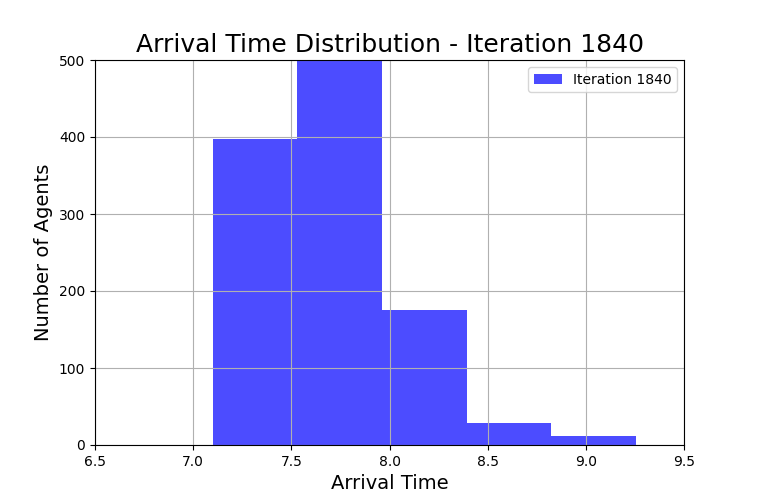 Arrival Time Distribution - Iteration 1840
Iteration 1840
500
400
300
200
100
0
Number of Agents
6.5 7.0 7.5 8.0 8.5 9.0 9.5
Arrival Time